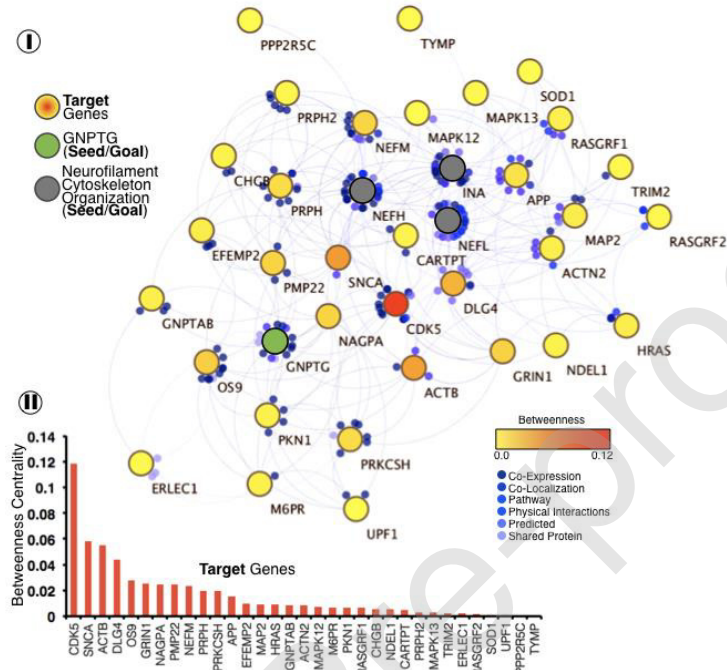 I
PPP2R5C
TYMP
SOD1
Target
Genes
GNPTG
(Seed/Goal)
Neurofilament
Cytoskeleton
Organization
(Seed/Goal)
PRPH2
NEFM
MAPK12
MAPK13
RASGRF1
CHGB
PRPH
NEFH
INA
APP
TRIM2
EFEMP2
CARTPT
NEFL
MAP2
RASGRF2
PMP22
SNCA
ACTN2
GNPTAB
NAGPA
CDK5
DLG4
HRAS
OS9
GNPTG
ACTB
GRIN1
NDEL1
PKN1
PRKCSH
ERLEC1
M6PR
UPF1
Betweenness
0.0 0.12
Co-Expression
Co-Localization
Pathway
Physical Interactions
Predicted
Shared Protein
II
Betweenness Centrality
0.14
0.12
0.1
0.08
0.06
0.04
0.02
0
Target Genes
CDK5
SNCA
ACTB
DLG4
OS9
GRIN1
NAGPA
PMP22
NEFM
PRPH
PRKCSH
APP
EFEMP2
MAP2
HRAS
GNPTAB
ACTN2
MAPK12
M6PR
PKN1
RASGRF1
CHGB
NDEL1
CARTPT
PRPH2
MAPK13
TRIM2
ERLEC1
RASGRF2
SOD1
UPF1
PPP2R5C
TYMP
re-pro